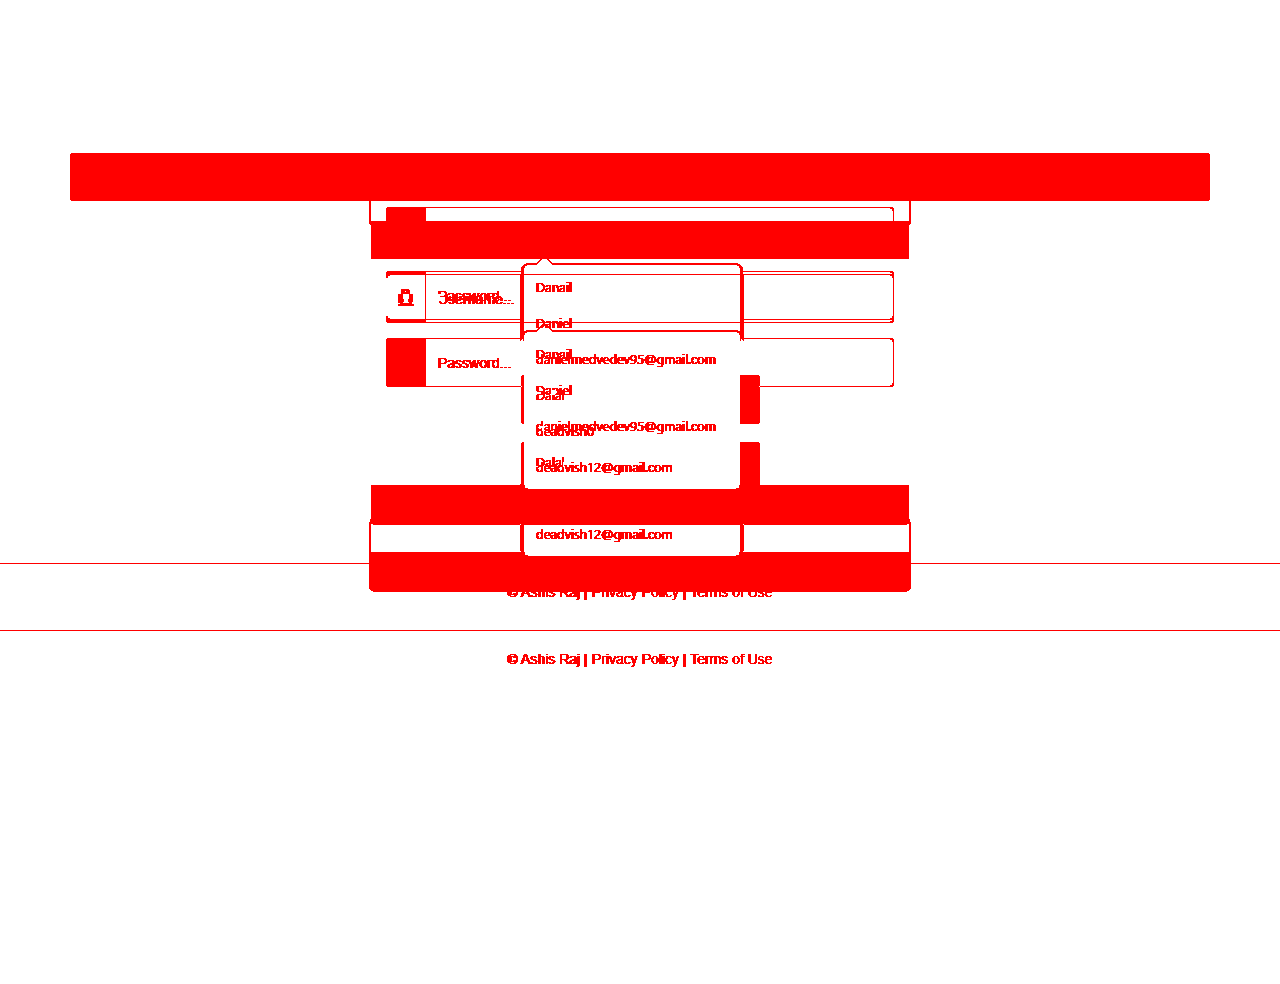 Danail
Daniel
Password...
Danail
danielmedvedev95@gmail.com
Password...
Daniel
Dalal
danielmedvedev95@gmail.com
deadvish0
Dalal
deadvish12@gmail.com
deadvish12@gmail.com
© Ashis Raj | Privacy Policy | Terms of Use
© Ashis Raj | Privacy Policy | Terms of Use